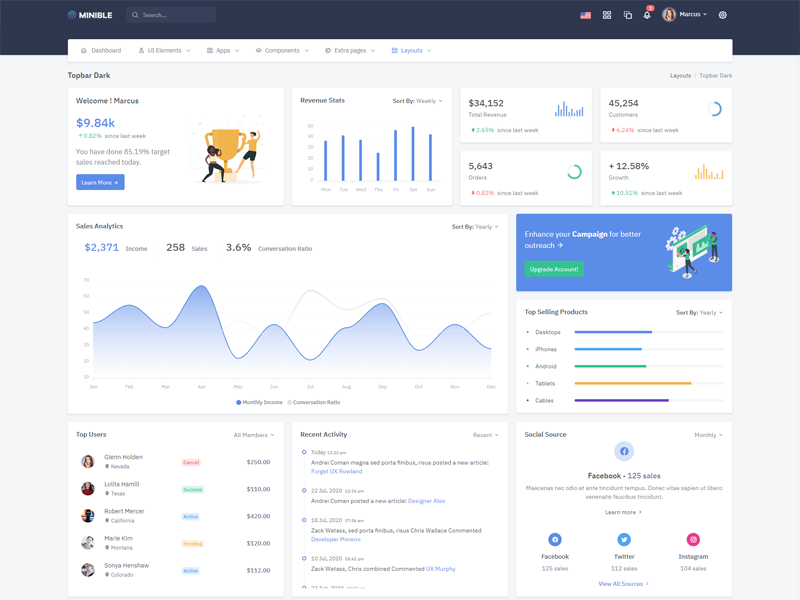 MINIBLE
Search...
3
Marcus
Dashboard
UI Elements
Apps
Components
Extra pages
Layouts
Topbar Dark
Layouts / Topbar Dark
Welcome ! Marcus
$9.84k
0.82% since last week
You have done 85.19% target
sales reached today.
Learn More
Revenue Stats
Sort By: Weekly
50
40
30
20
10
0
Mon Tue Wed Thu Fri Sat Sun
$34,152
Total Revenue
2.65% since last week
45,254
Customers
6.24% since last week
5,643
Orders
0.82% since last week
+ 12.58%
Growth
10.51% since last week
Sales Analytics
Sort By: Yearly
$2,371 Income
258 Sales
3.6% Conversation Ratio
70
60
50
40
30
20
10
Jan Feb Mar Apr May Jun Jul Aug Sep Oct Nov Dec
Monthly Income Conversation Ratio
Enhance your Campaign for better
outreach →
Upgrade Account!
Top Selling Products
Sort By: Yearly
Desktops
iPhones
Android
Tablets
Cables
Top Users
All Members
Glenn Holden
Nevada
Cancel
$250.00
Lolita Hamill
Texas
Success
$110.00
Robert Mercer
California
Active
$420.00
Marie Kim
Montana
Pending
$120.00
Sonya Henshaw
Colorado
Active
$112.00
Recent Activity
Recent
Today 12:20 pm
Andrei Coman magna sed porta finibus, risus posted a new article:
Forget UX Rowland
22 Jul, 2020 12:36 pm
Andrei Coman posted a new article: Designer Alex
18 Jul, 2020 07:56 am
Zack Wetass, sed porta finibus, risus Chris Wallace Commented
Developer Moreno
10 Jul, 2020 08:42 pm
Zack Wetass, Chris combined Commented UX Murphy
Social Source
Monthly
Facebook - 125 sales
Maecenas nec odio et ante tincidunt tempus. Donec vitae sapien ut libero
venenatis faucibus tincidunt.
Learn more
Facebook
125 sales
Twitter
112 sales
Instagram
104 sales
View All Sources